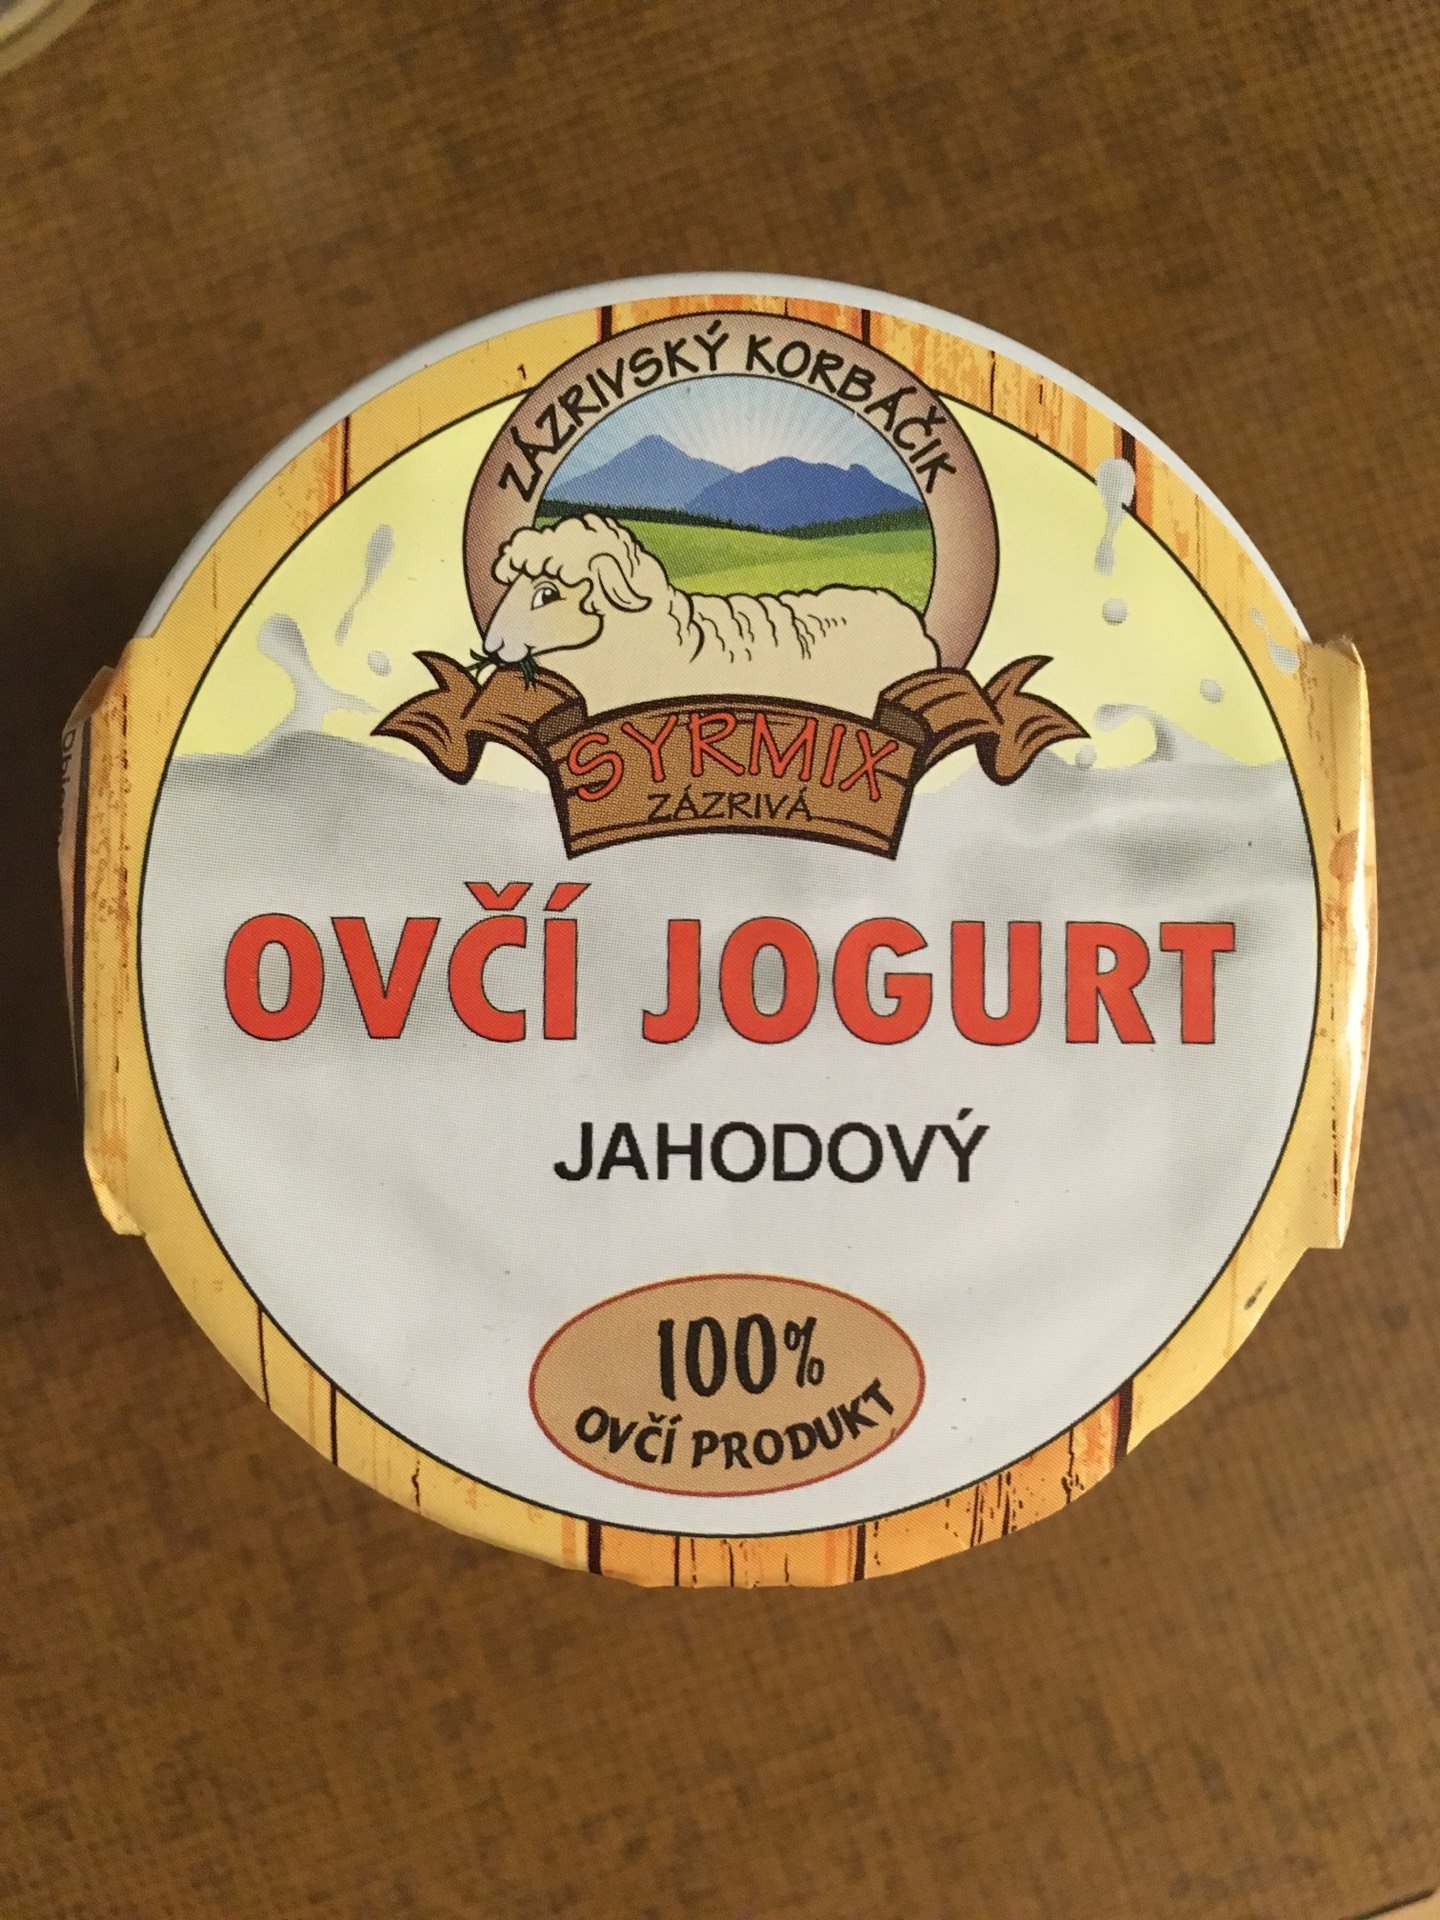 ZÁZRIVSKÝ KORBÁČIK
SYRMIX
ZÁZRIVÁ
OVČÍ JOGURT
JAHODOVÝ
100%
OVČÍ PRODUKT